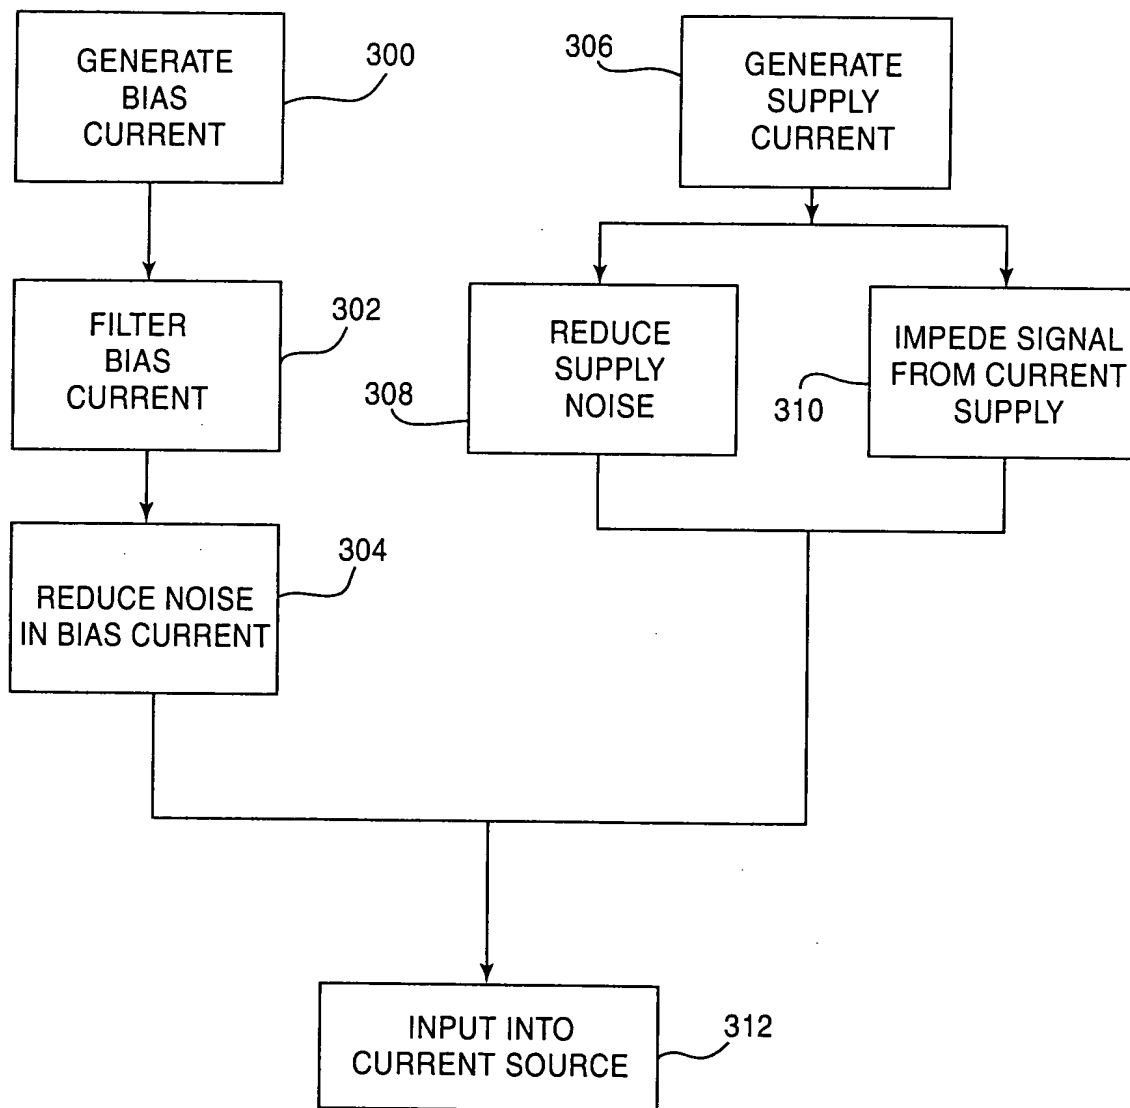 GENERATE
BIAS
CURRENT
300
306
GENERATE
SUPPLY
CURRENT
FILTER
BIAS
CURRENT
302
REDUCE
SUPPLY
NOISE
308
IMPEDE SIGNAL
FROM CURRENT
SUPPLY
310
REDUCE NOISE
IN BIAS CURRENT
304
INPUT INTO
CURRENT SOURCE
312